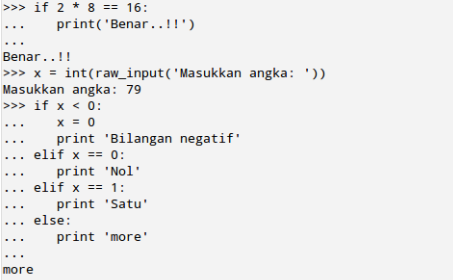 >>> if 2 * 8 == 16:
...    print('Benar..!!')
...
Benar..!!
>>> x = int(raw_input('Masukkan angka: '))
Masukkan angka: 79
>>> if x < 0:
...    x = 0
...    print 'Bilangan negatif'
... elif x == 0:
...    print 'Nol'
... elif x == 1:
...    print 'Satu'
... else:
...    print 'more'
...
more